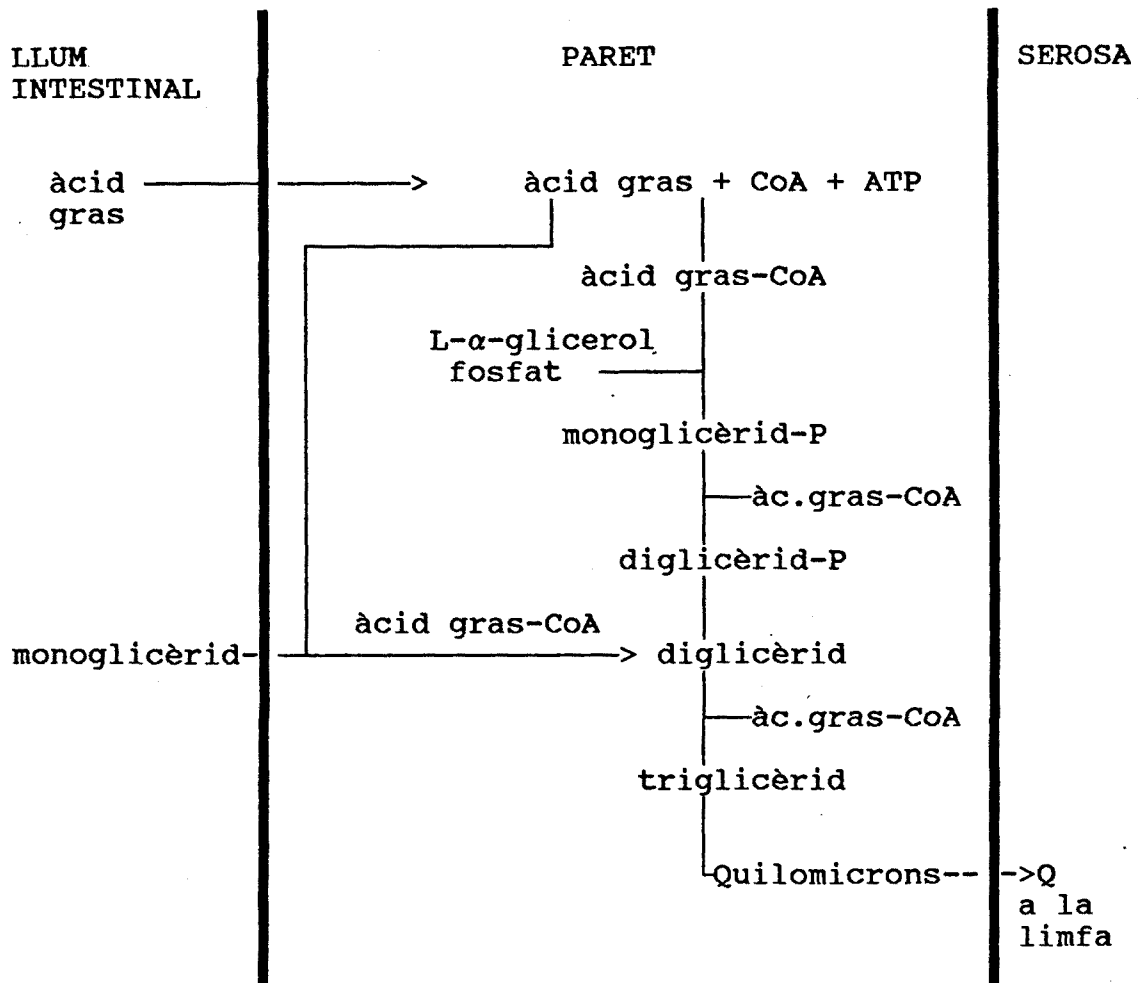 LLUM PARET SEROSA
INTESTINAL
àcid ———> àcid gras + CoA + ATP
gras
àcid gras-CoA
L-α-glicerol
fosfat
monoglicèrid-P
àc.gras-CoA
diglicèrid-P
àcid gras-CoA
monoglicèrid- ———> diglicèrid
àc.gras-CoA
triglicèrid
Quilomicrons-- ->Q
a la
limfa